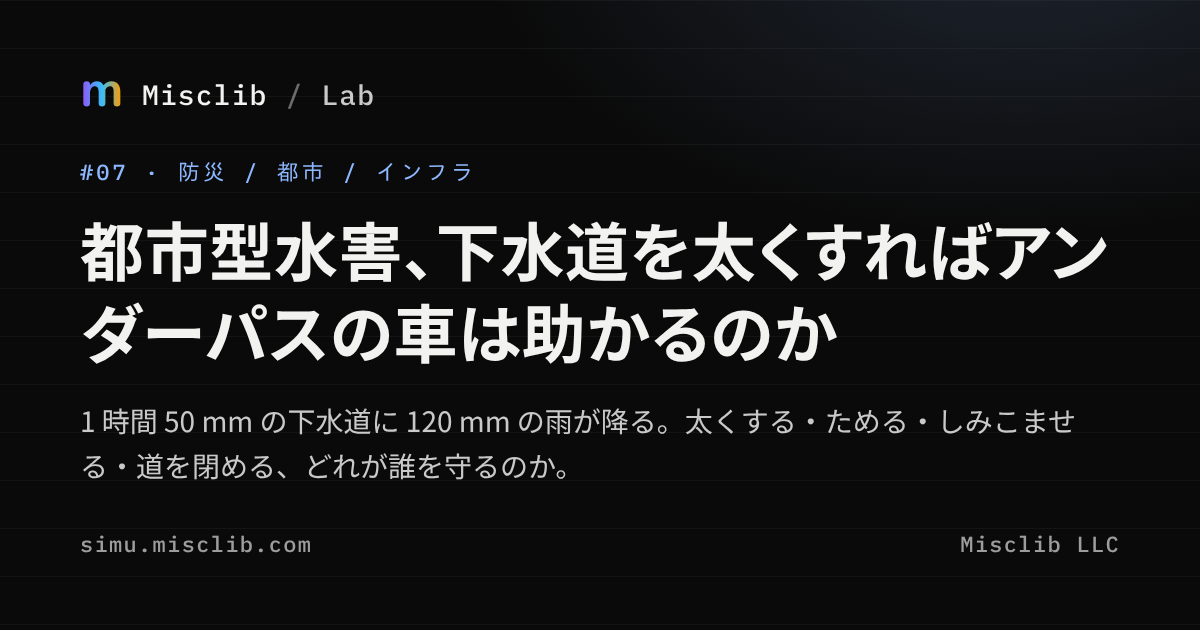 m Misclib / Lab
#07 · 防災 / 都市 / インフラ
都市型水害、下水道を太くすればアン
ダーパスの車は助かるのか
1 時間 50 mm の下水道に 120 mm の雨が降る。太くする・ためる・しみこませ
る・道を閉める、どれが誰を守るのか。
simu.misclib.com
Misclib LLC